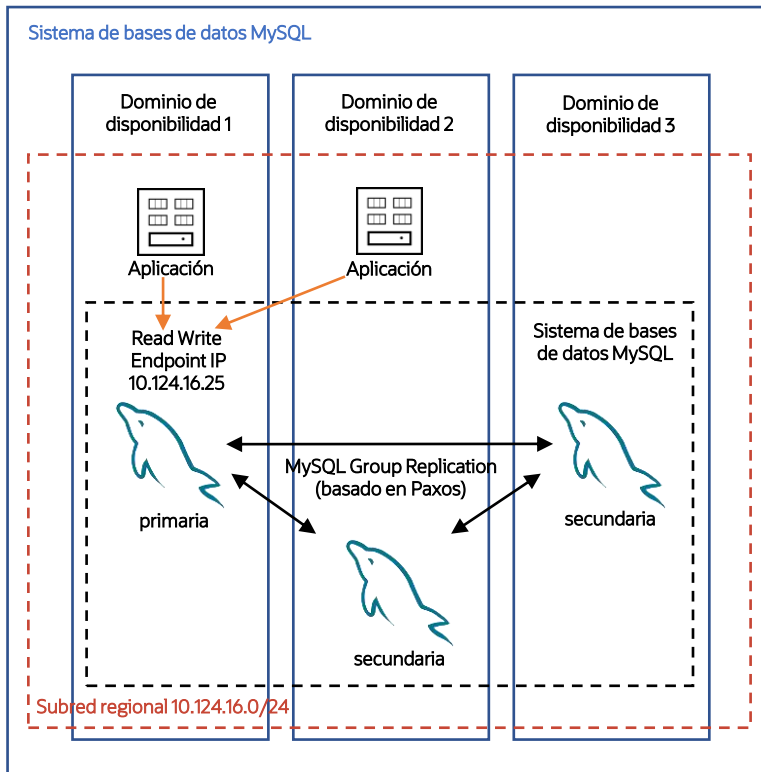 Sistema de bases de datos MySQL
Dominio de
disponibilidad 1
Dominio de
disponibilidad 2
Dominio de
disponibilidad 3
Aplicación
Aplicación
Read Write
Endpoint IP
10.124.16.25
Sistema de bases
de datos MySQL
MySQL Group Replication
(basado en Paxos)
primaria
secundaria
secundaria
Subred regional 10.124.16.0/24